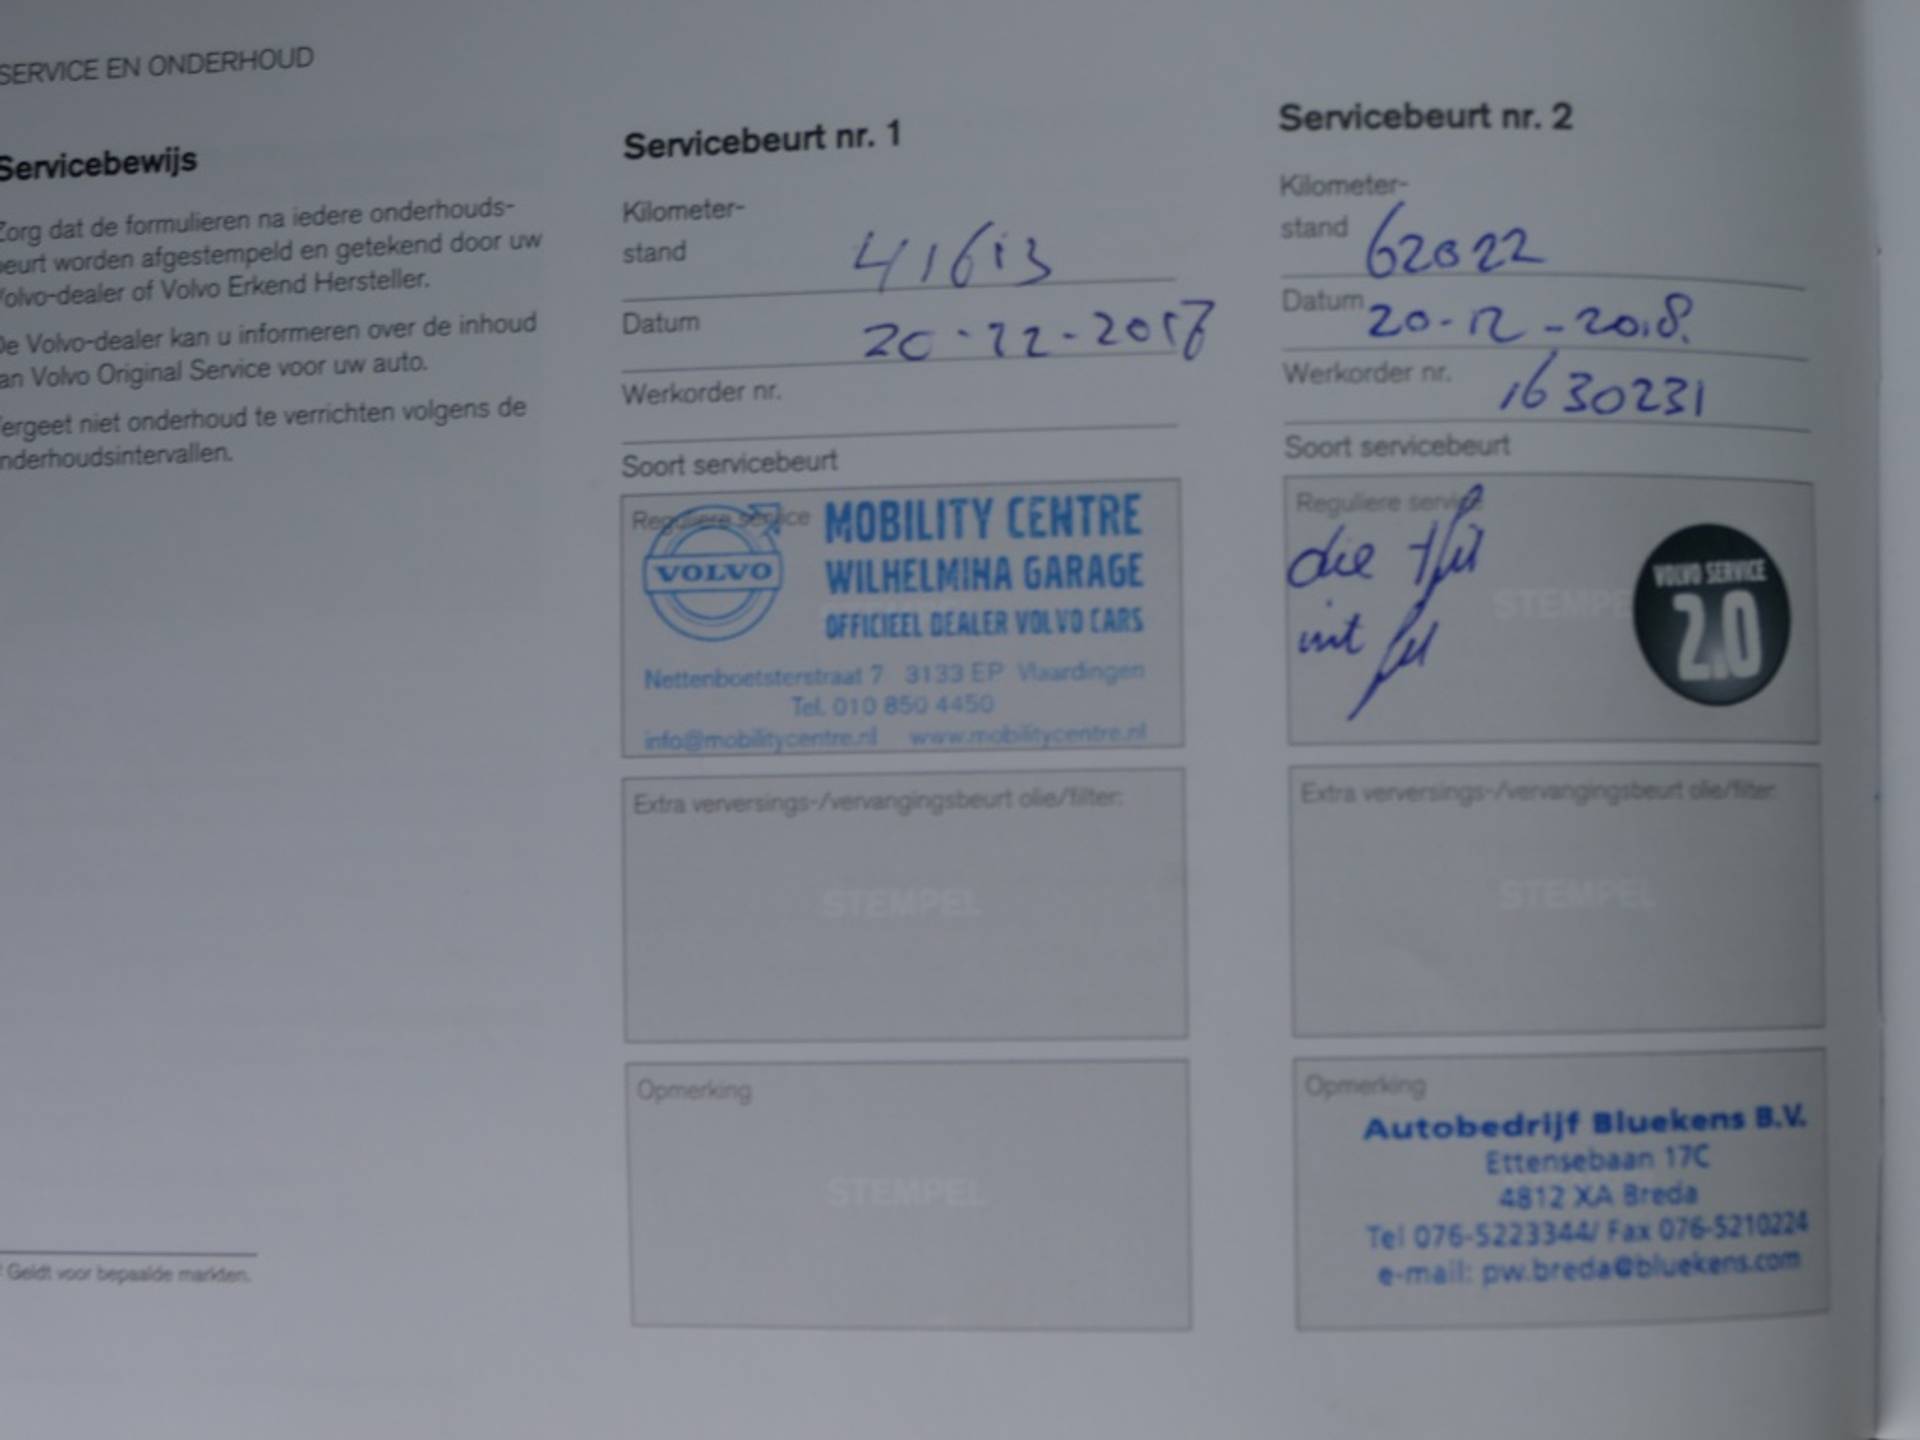 SERVICE EN ONDERHOUD
Servicebewijs
Zorg dat de formulieren na iedere onderhouds-
beurt worden afgestempeld en getekend door uw
Volvo-dealer of Volvo Erkend Hersteller.
De Volvo-dealer kan u informeren over de inhoud
van Volvo Original Service voor uw auto.
Vergeet niet onderhoud te verrichten volgens de
onderhoudsintervallen.
Geldt voor bepaalde markten.
Servicebeurt nr. 1
Kilometer-
stand 41613
Datum
Werkorder nr.
Soort servicebeurt
Reguliere service
VOLVO
MOBILITY CENTRE
WILHELMINA GARAGE
OFFICIEEL DEALER VOLVO CARS
Nettenboetsterstraat 7 3133 EP Vlaardingen
Tel. 010 850 4450
info@mobilitycentre.nl www.mobilitycentre.nl
Extra verversings-/vervangingsbeurt olie/filter:
STEMPEL
Opmerking
STEMPEL
Servicebeurt nr. 2
Kilometer-
stand 62822
Datum 20-12-2018.
Werkorder nr. 1630231
Soort servicebeurt
Reguliere service
STEMPEL
VOLVO SERVICE
2.0
Extra verversings-/vervangingsbeurt olie/filter:
STEMPEL
Opmerking
Autobedrijf Bluekens B.V.
Ettensebaan 17C
4812 XA Breda
Tel 076-5223344/ Fax 076-5210224
e-mail: pw.breda@bluekens.com